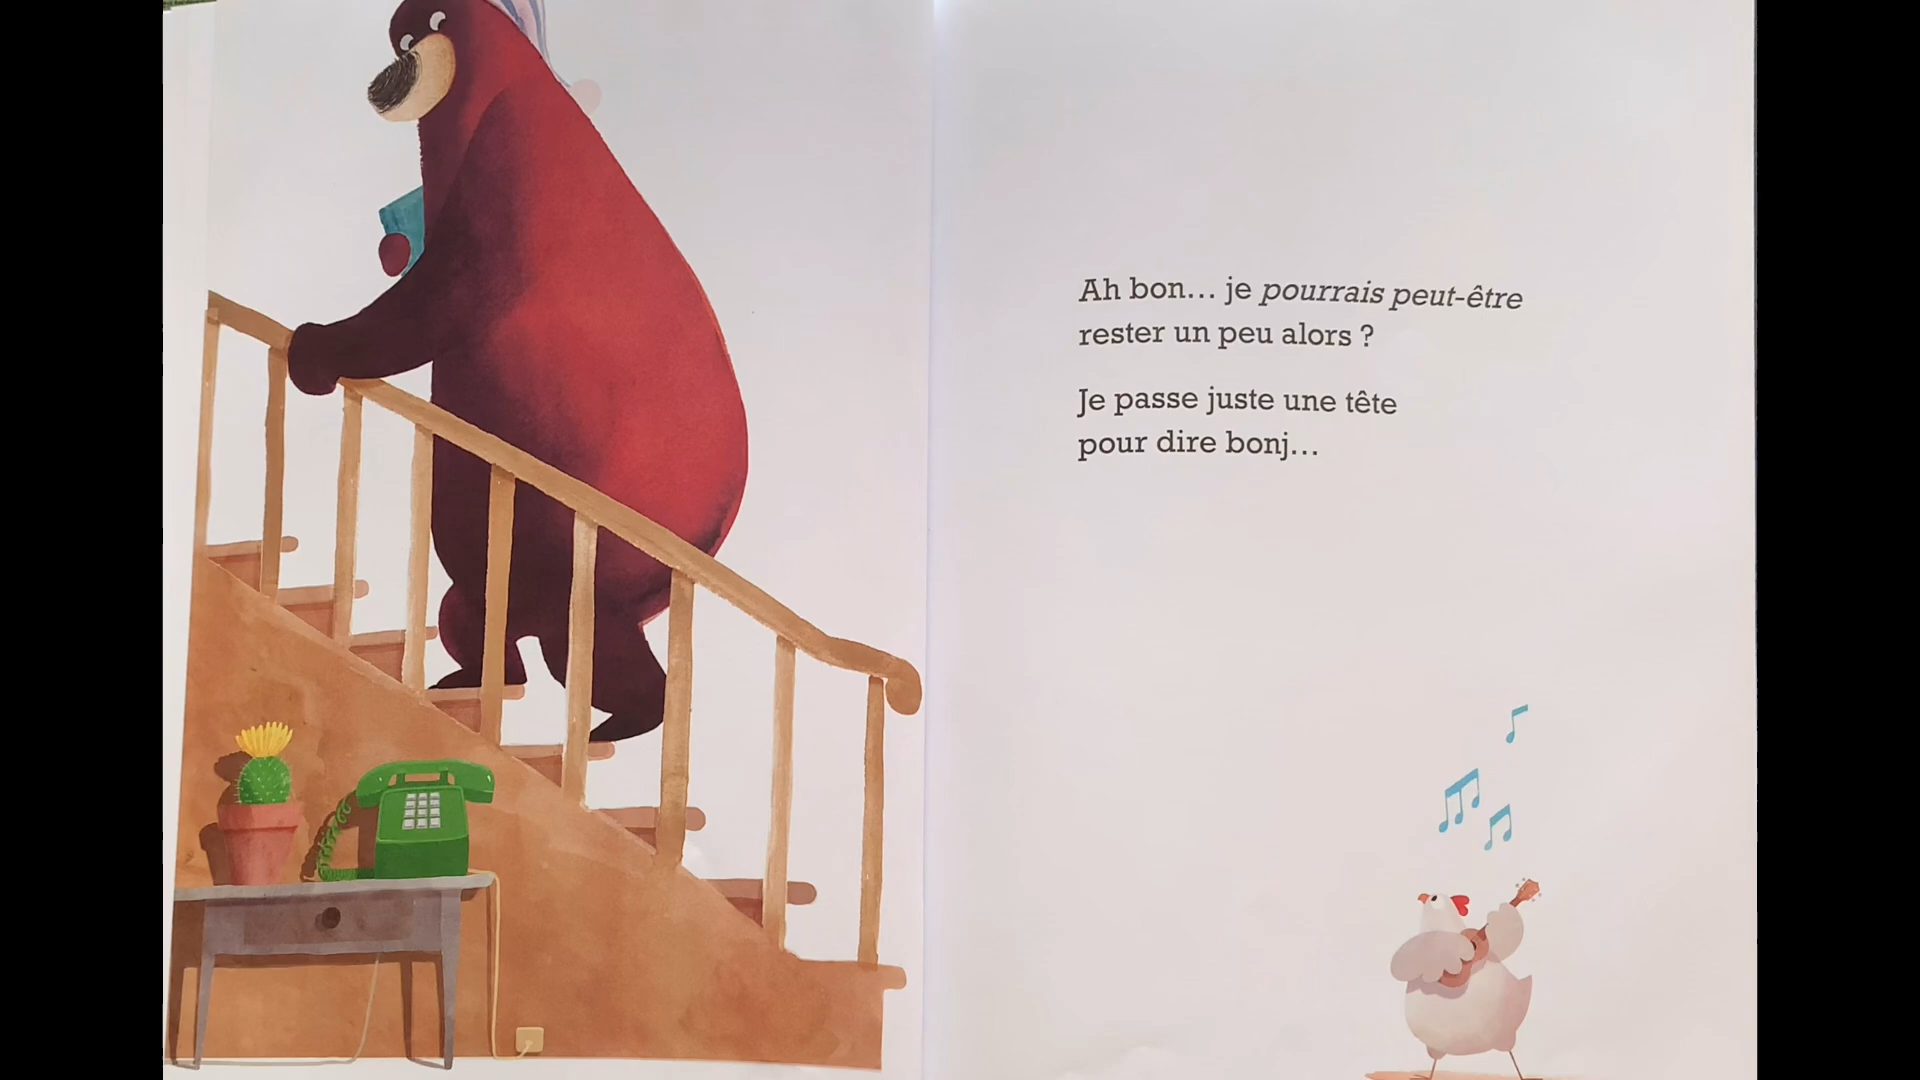 Ah bon… je pourrais peut-être
rester un peu alors ?
Je passe juste une tête
pour dire bonj…